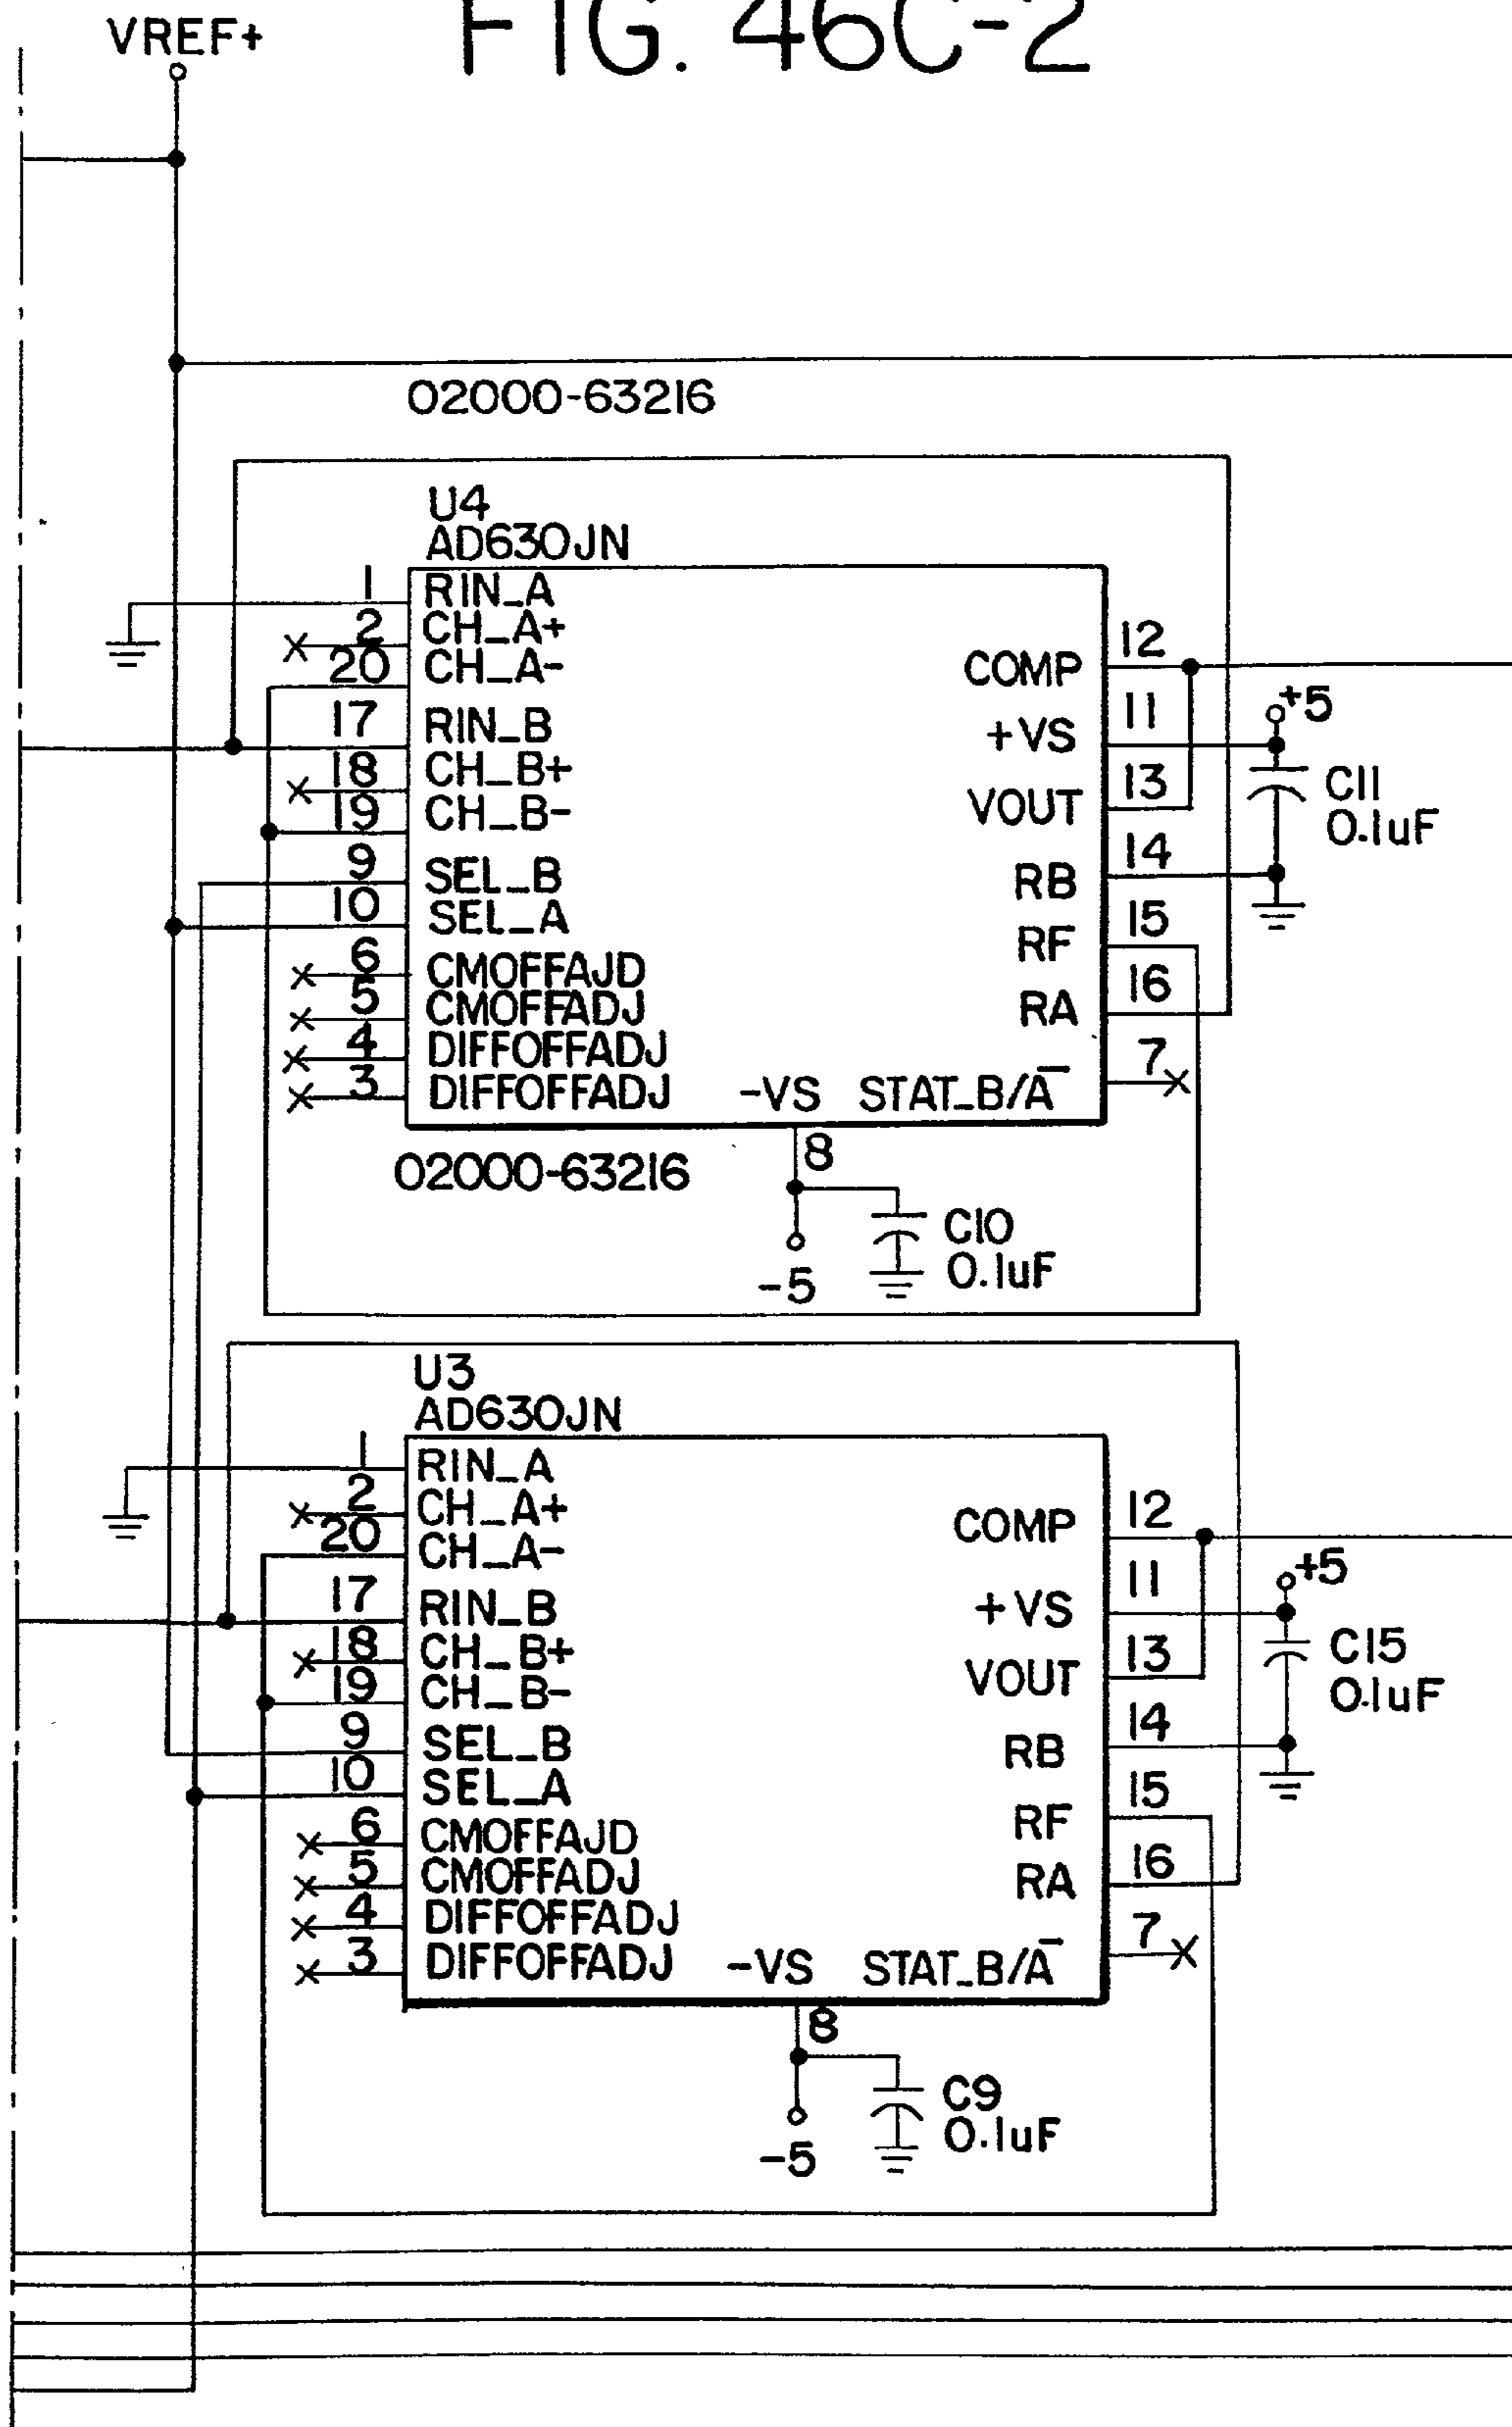 FIG. 46C-2
VREF+
02000-63216
U4
AD630JN
1 RIN_A
2 CH_A+
20 CH_A-
17 RIN_B
18 CH_B+
19 CH_B-
9 SEL_B
10 SEL_A
6 CMOFFAJD
5 CMOFFADJ
4 DIFFOFFADJ
3 DIFFOFFADJ
COMP 12
+VS 11
+5
VOUT 13
C11
0.1uF
RB 14
RF 15
RA 16
STAT_B/A̅ 7
-VS
8
02000-63216
-5
C10
0.1uF
U3
AD630JN
1 RIN_A
2 CH_A+
20 CH_A-
17 RIN_B
18 CH_B+
19 CH_B-
9 SEL_B
10 SEL_A
6 CMOFFAJD
5 CMOFFADJ
4 DIFFOFFADJ
3 DIFFOFFADJ
COMP 12
+VS 11
+5
VOUT 13
C15
0.1uF
RB 14
RF 15
RA 16
STAT_B/A̅ 7
-VS
8
-5
C9
0.1uF